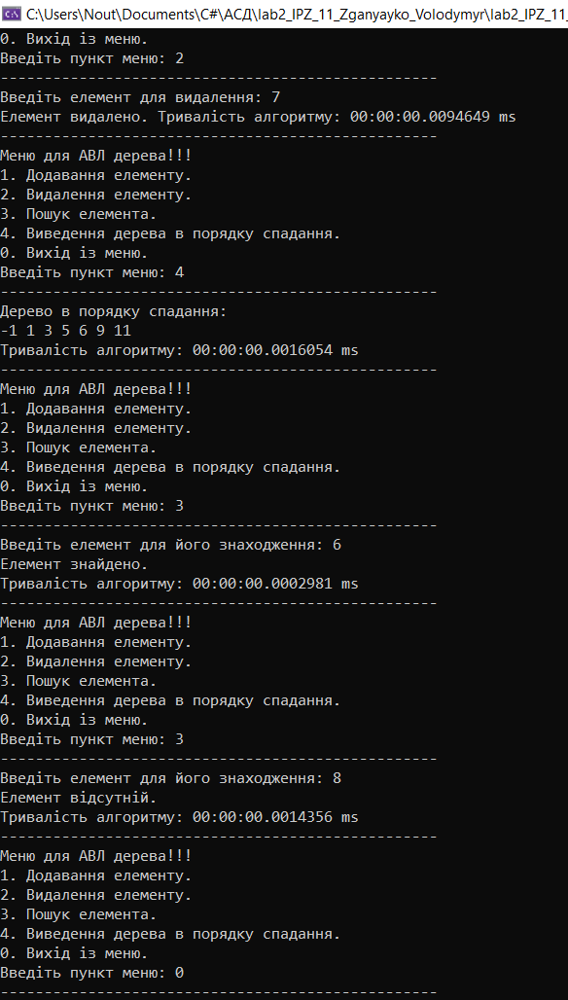 C:\Users\Nout\Documents\C#\АСД\lab2_IPZ_11_Zganyayko_Volodymyr\lab2_IPZ_11_
0. Вихід із меню.
Введіть пункт меню: 2
--------------------------------------------------
Введіть елемент для видалення: 7
Елемент видалено. Тривалість алгоритму: 00:00:00.0094649 ms
--------------------------------------------------
Меню для АВЛ дерева!!!
1. Додавання елементу.
2. Видалення елементу.
3. Пошук елемента.
4. Виведення дерева в порядку спадання.
0. Вихід із меню.
Введіть пункт меню: 4
--------------------------------------------------
Дерево в порядку спадання:
-1 1 3 5 6 9 11
Тривалість алгоритму: 00:00:00.0016054 ms
--------------------------------------------------
Меню для АВЛ дерева!!!
1. Додавання елементу.
2. Видалення елементу.
3. Пошук елемента.
4. Виведення дерева в порядку спадання.
0. Вихід із меню.
Введіть пункт меню: 3
--------------------------------------------------
Введіть елемент для його знаходження: 6
Елемент знайдено.
Тривалість алгоритму: 00:00:00.0002981 ms
--------------------------------------------------
Меню для АВЛ дерева!!!
1. Додавання елементу.
2. Видалення елементу.
3. Пошук елемента.
4. Виведення дерева в порядку спадання.
0. Вихід із меню.
Введіть пункт меню: 3
--------------------------------------------------
Введіть елемент для його знаходження: 8
Елемент відсутній.
Тривалість алгоритму: 00:00:00.0014356 ms
--------------------------------------------------
Меню для АВЛ дерева!!!
1. Додавання елементу.
2. Видалення елементу.
3. Пошук елемента.
4. Виведення дерева в порядку спадання.
0. Вихід із меню.
Введіть пункт меню: 0
--------------------------------------------------